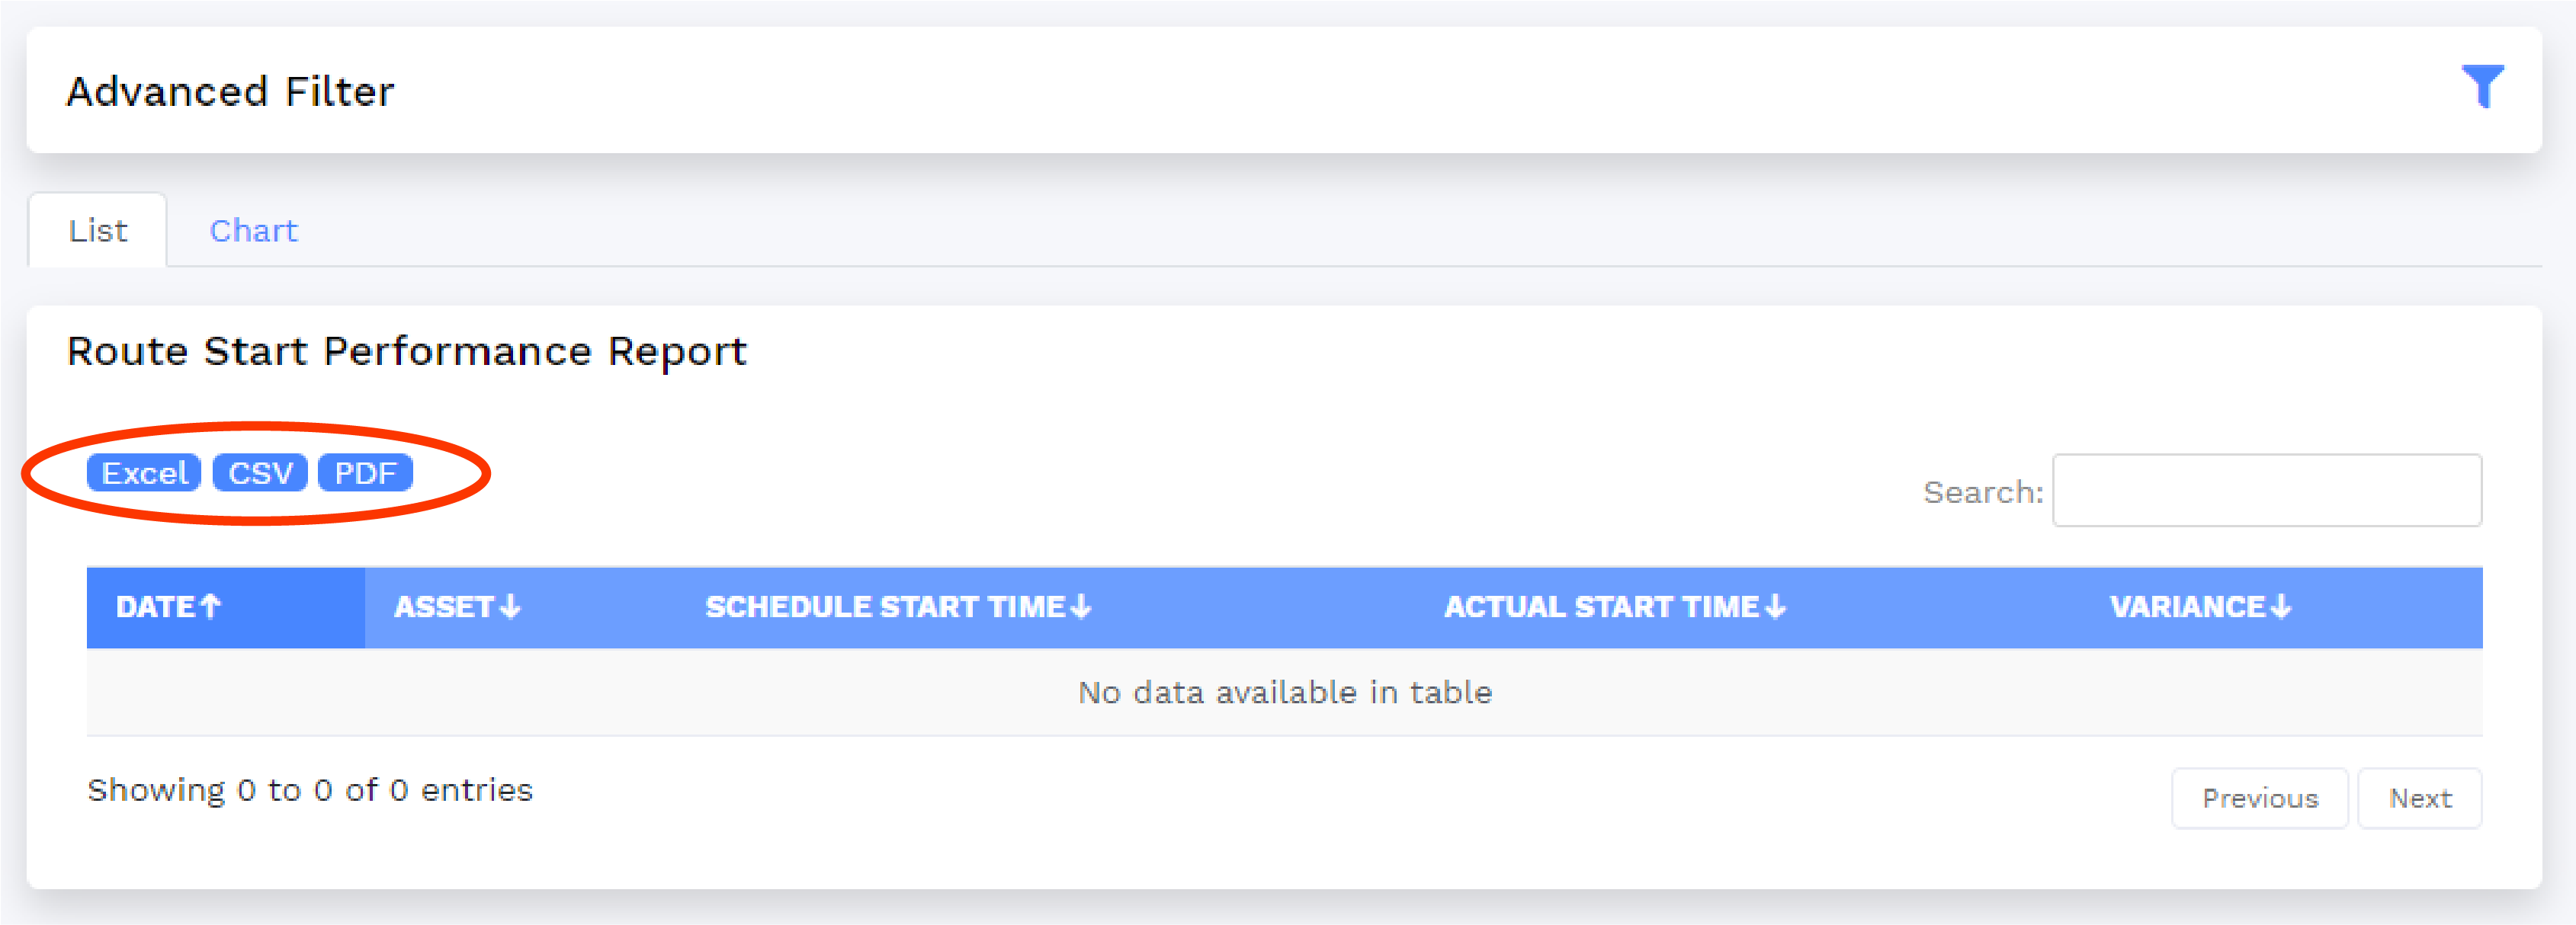 Advanced Filter
List Chart
Route Start Performance Report
Excel CSV PDF
Search:
DATE↑ ASSET↓ SCHEDULE START TIME↓ ACTUAL START TIME↓ VARIANCE↓
No data available in table
Showing 0 to 0 of 0 entries
Previous Next